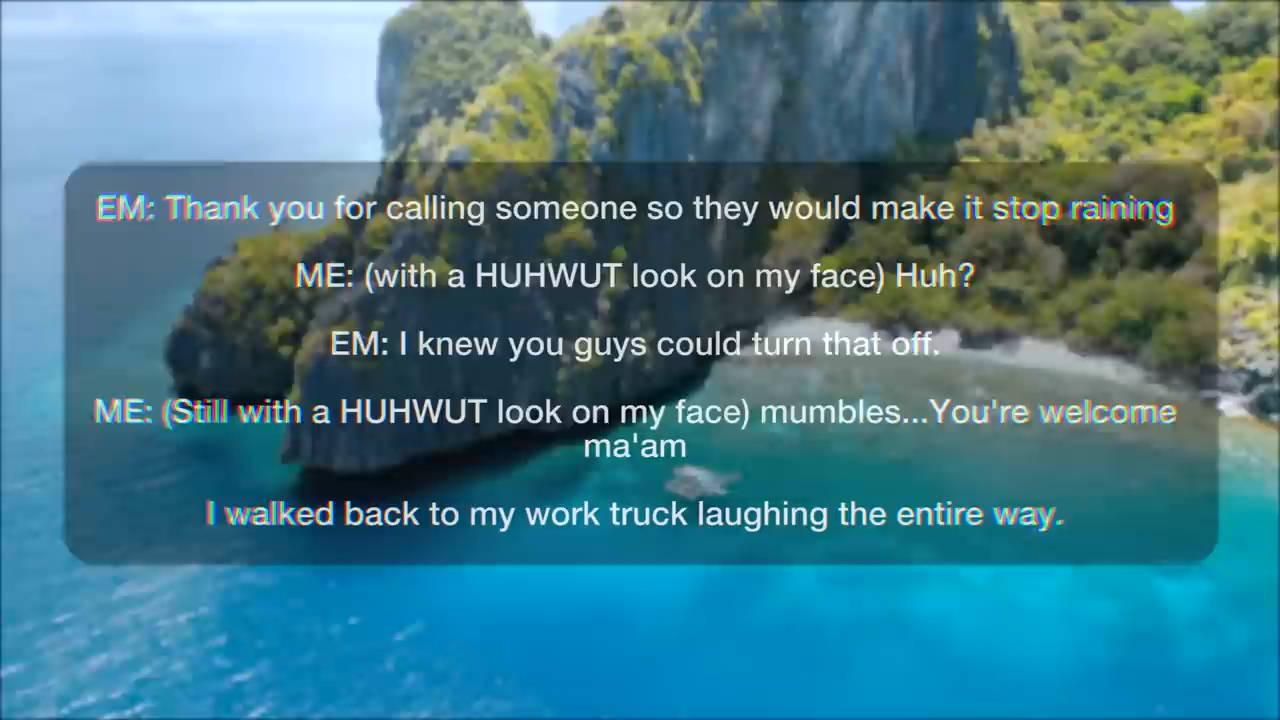 EM: Thank you for calling someone so they would make it stop raining
ME: (with a HUHWUT look on my face) Huh?
EM: I knew you guys could turn that off.
ME: (Still with a HUHWUT look on my face) mumbles...You're welcome
ma'am
I walked back to my work truck laughing the entire way.